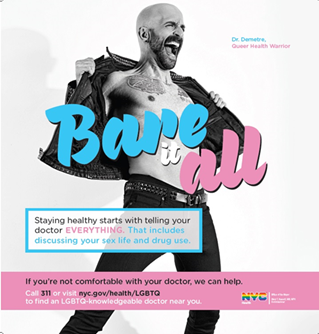 Dr. Demetre,
Queer Health Warrior
Bare
it
all
Staying healthy starts with telling your
doctor EVERYTHING. That includes
discussing your sex life and drug use.
If you're not comfortable with your doctor, we can help.
Call 311 or visit nyc.gov/health/LGBTQ
to find an LGBTQ-knowledgeable doctor near you.
NYC
Health